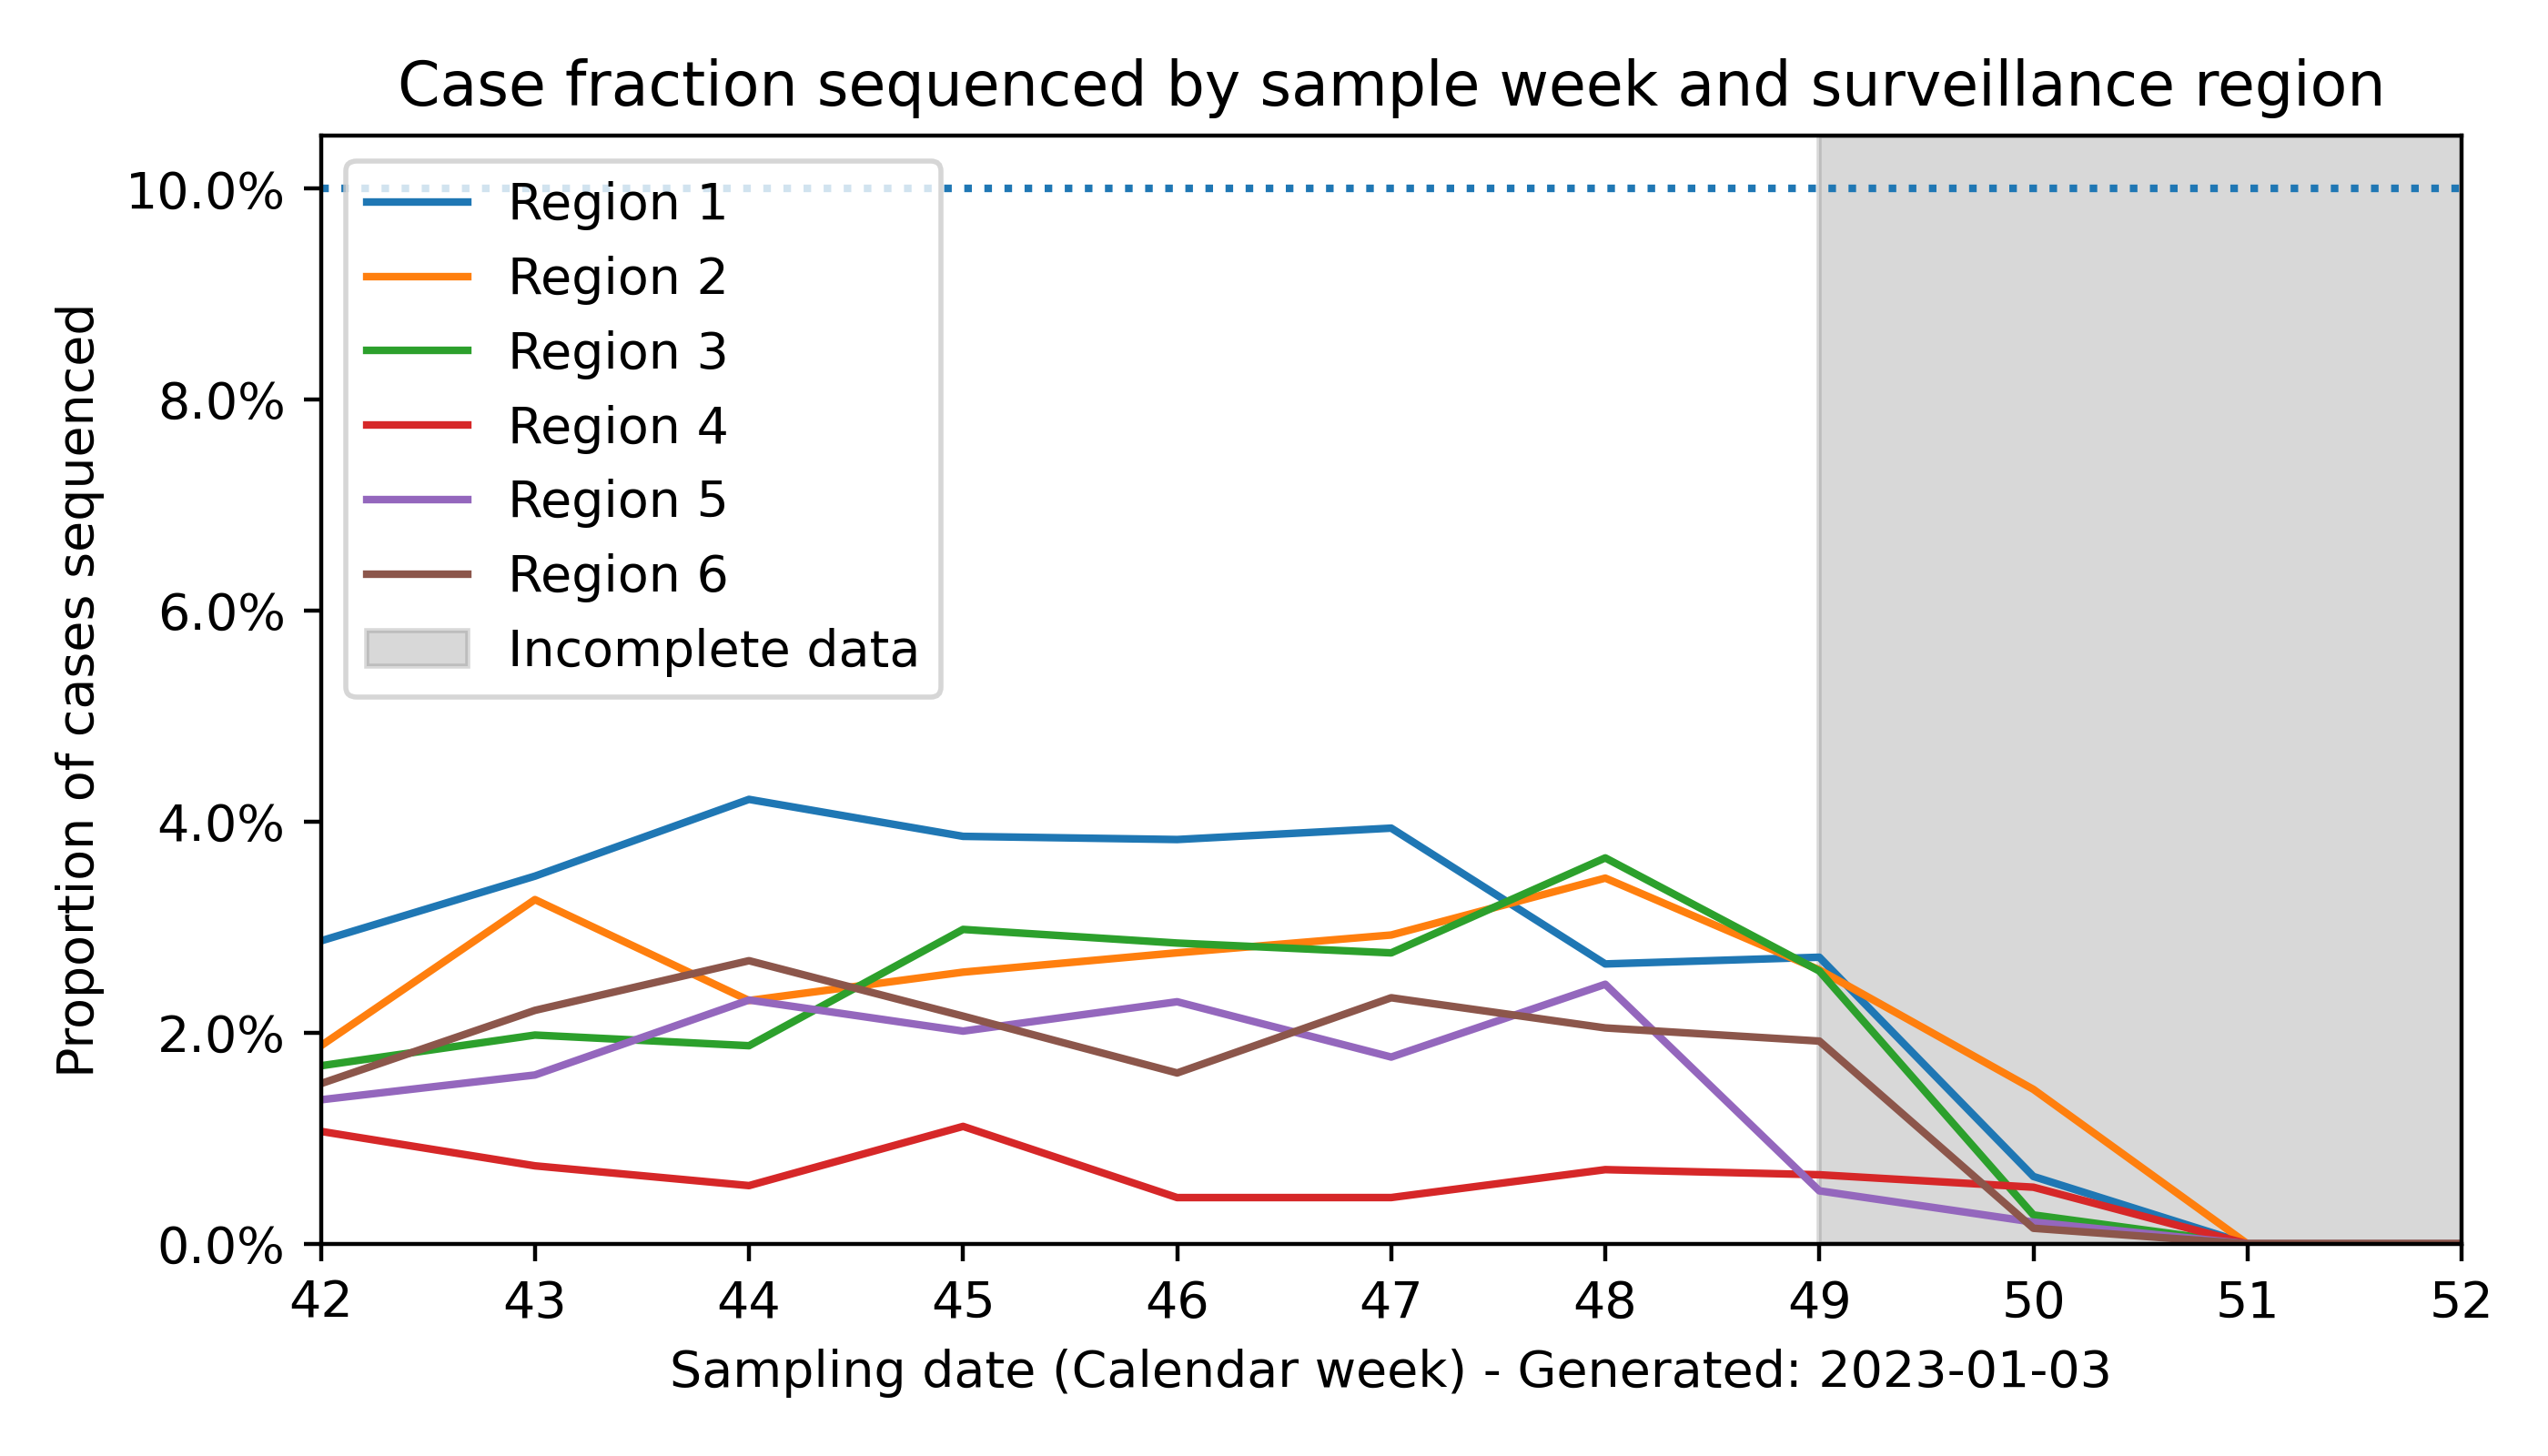 Case fraction sequenced by sample week and surveillance region
Proportion of cases sequenced
10.0%
8.0%
6.0%
4.0%
2.0%
0.0%
Region 1
Region 2
Region 3
Region 4
Region 5
Region 6
Incomplete data
42 43 44 45 46 47 48 49 50 51 52
Sampling date (Calendar week) - Generated: 2023-01-03